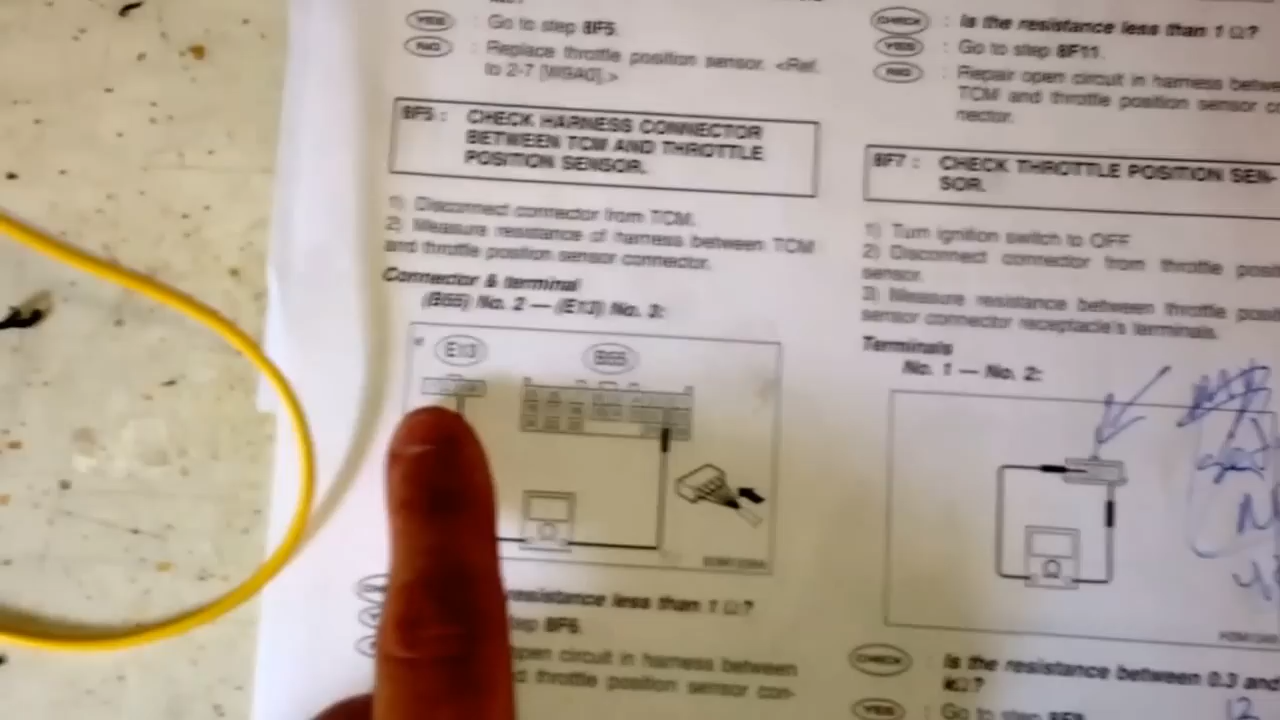 YES : Go to step 8F5.
NO : Replace throttle position sensor. <Ref.
to 2-7 [W9A0].>
8F5 : CHECK HARNESS CONNECTOR
BETWEEN TCM AND THROTTLE
POSITION SENSOR.
1) Disconnect connector from TCM.
2) Measure resistance of harness between TCM
and throttle position sensor connector.
Connector & terminal
(B55) No. 2 — (E13) No. 3:
E13 B55
resistance less than 1 Ω?
step 8F6.
open circuit in harness between
throttle position sensor con-
CHECK : Is the resistance less than 1 Ω?
YES : Go to step 8F11.
NO : Repair open circuit in harness betwe
TCM and throttle position sensor co
nector.
8F7 : CHECK THROTTLE POSITION SEN-
SOR.
1) Turn ignition switch to OFF.
2) Disconnect connector from throttle posi
sensor.
3) Measure resistance between throttle posi
sensor connector receptacle's terminals.
Terminals
No. 1 — No. 2:
Ω
CHECK : Is the resistance between 0.3 and
kΩ?
12
YES : Go to step